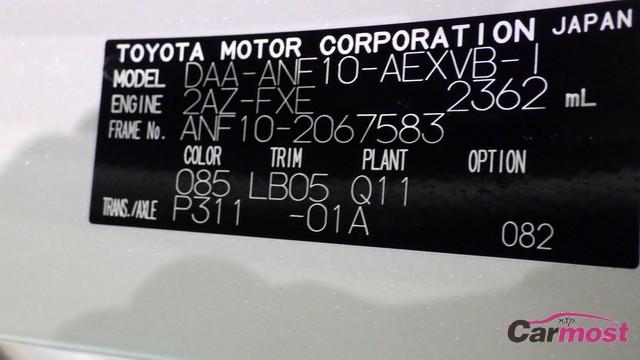 TOYOTA MOTOR CORPORATION JAPAN
MODEL DAA-ANF10-AEXVB-I
ENGINE 2AZ-FXE 2362 mL
FRAME No. ANF10-2067583
COLOR TRIM PLANT OPTION
085 LB05 Q11
TRANS./AXLE P311 -01A
082
Carmost